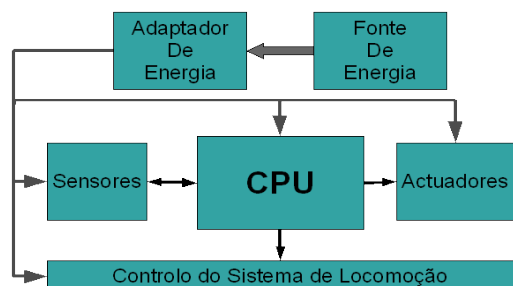 Adaptador
De
Energia
Fonte
De
Energia
Sensores
CPU
Actuadores
Controlo do Sistema de Locomoção